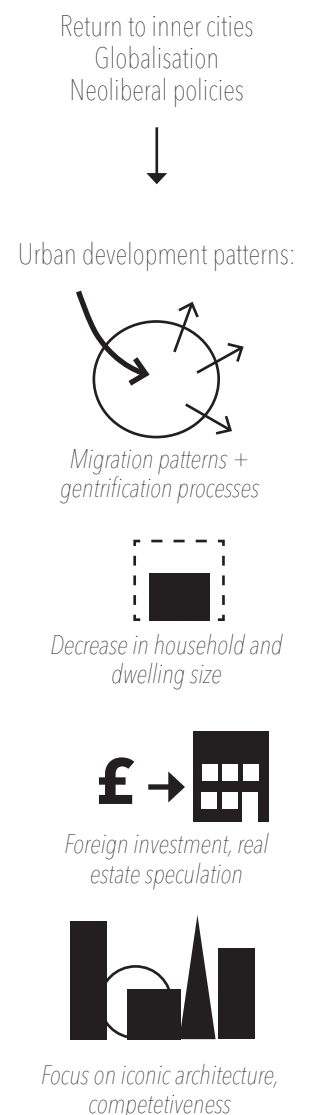 Return to inner cities
Globalisation
Neoliberal policies
Urban development patterns:
Migration patterns +
gentrification processes
Decrease in household and
dwelling size
£
Foreign investment, real
estate speculation
Focus on iconic architecture,
competetiveness